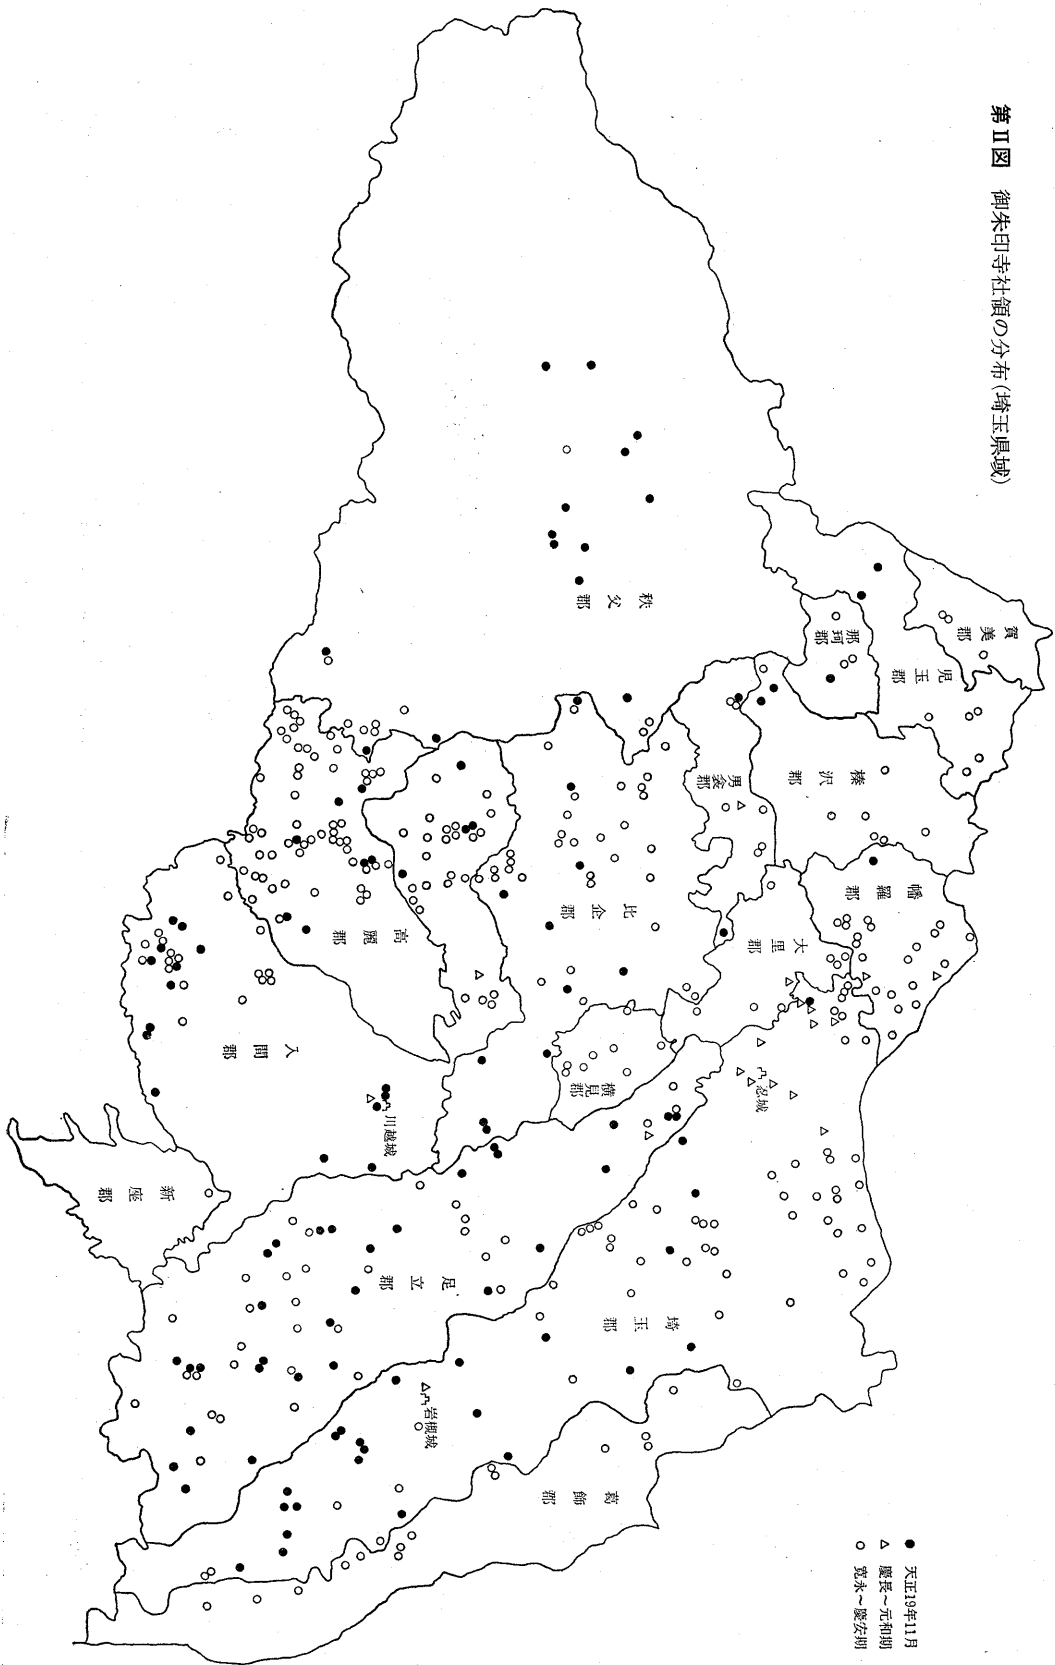 第Ⅱ図 御朱印寺社領の分布(埼玉県域)
● 天正19年11月
△ 慶長～元和期
○ 寛永～慶安期
賀美郡
児玉郡
那珂郡
秩父郡
榛沢郡
男衾郡
幡羅郡
大里郡
比企郡
横見郡
高麗郡
入間郡
忍城
川越城
新座郡
足立郡
埼玉郡
岩槻城
葛飾郡